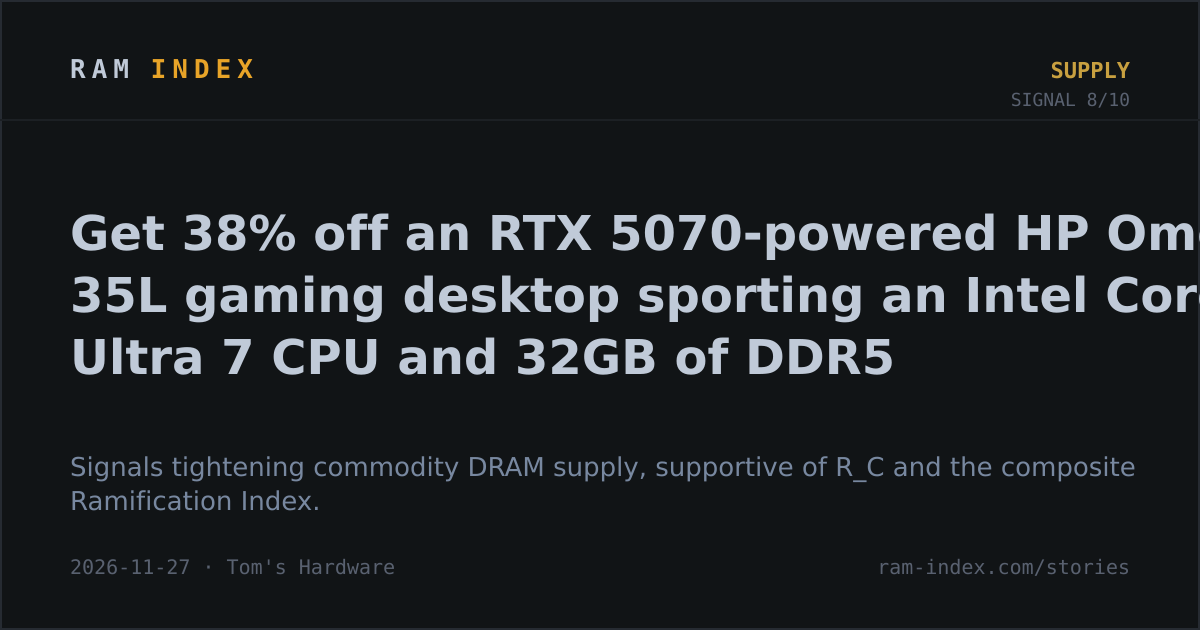 RAM INDEX
SUPPLY
SIGNAL 8/10
Get 38% off an RTX 5070-powered HP
35L gaming desktop sporting an Intel
Ultra 7 CPU and 32GB of DDR5
Signals tightening commodity DRAM supply, supportive of R_C and the composite
Ramification Index.
2026-11-27 · Tom's Hardware
ram-index.com/stories